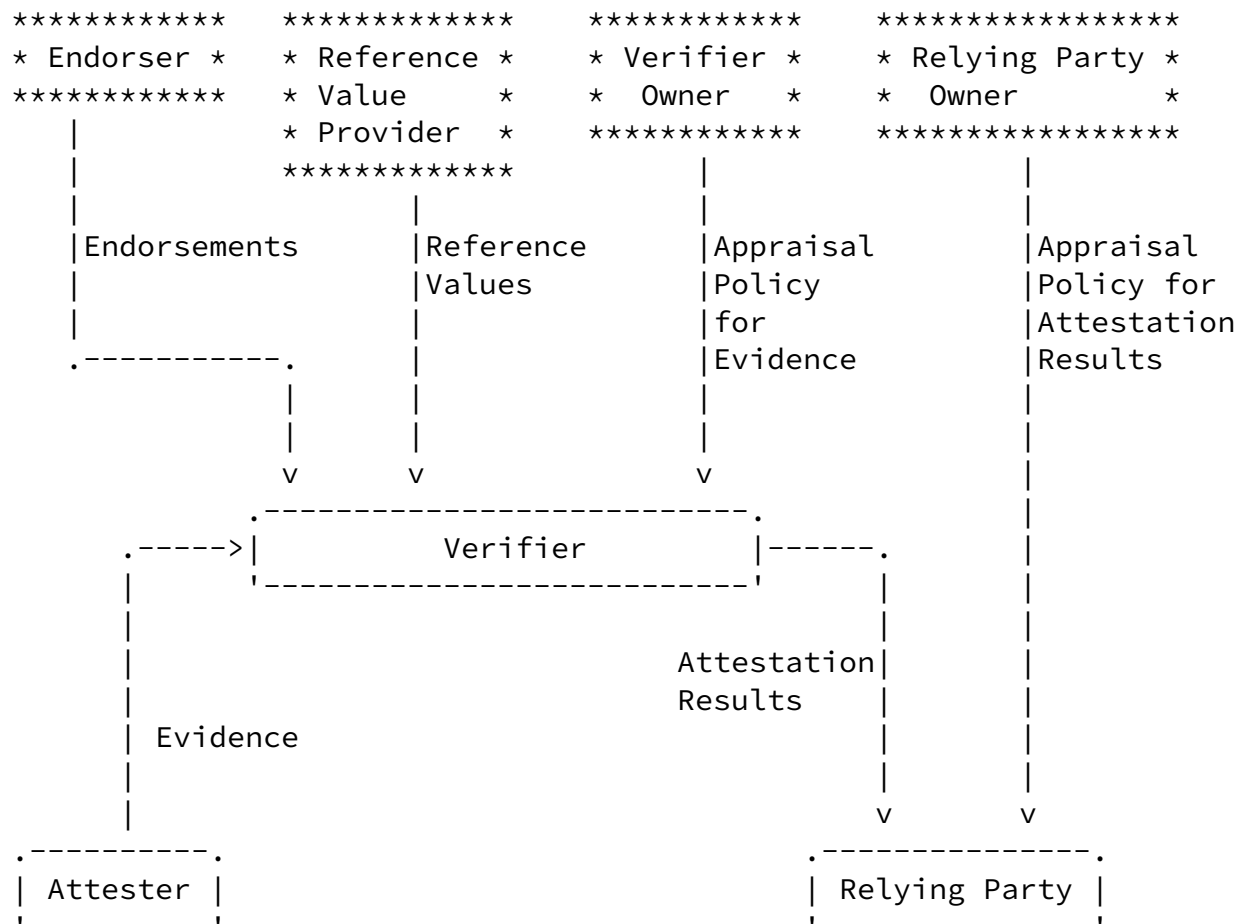 ************   *************   ************   *****************
* Endorser *   * Reference *   * Verifier *   * Relying Party *
************   * Value     *   *  Owner   *   *  Owner        *
               * Provider  *   ************   *****************
               *************
Endorsements Reference Appraisal Appraisal
Values Policy Policy for
for Attestation
Evidence Results
v v v
Verifier
Attestation
Results
Evidence
v v
Attester Relying Party